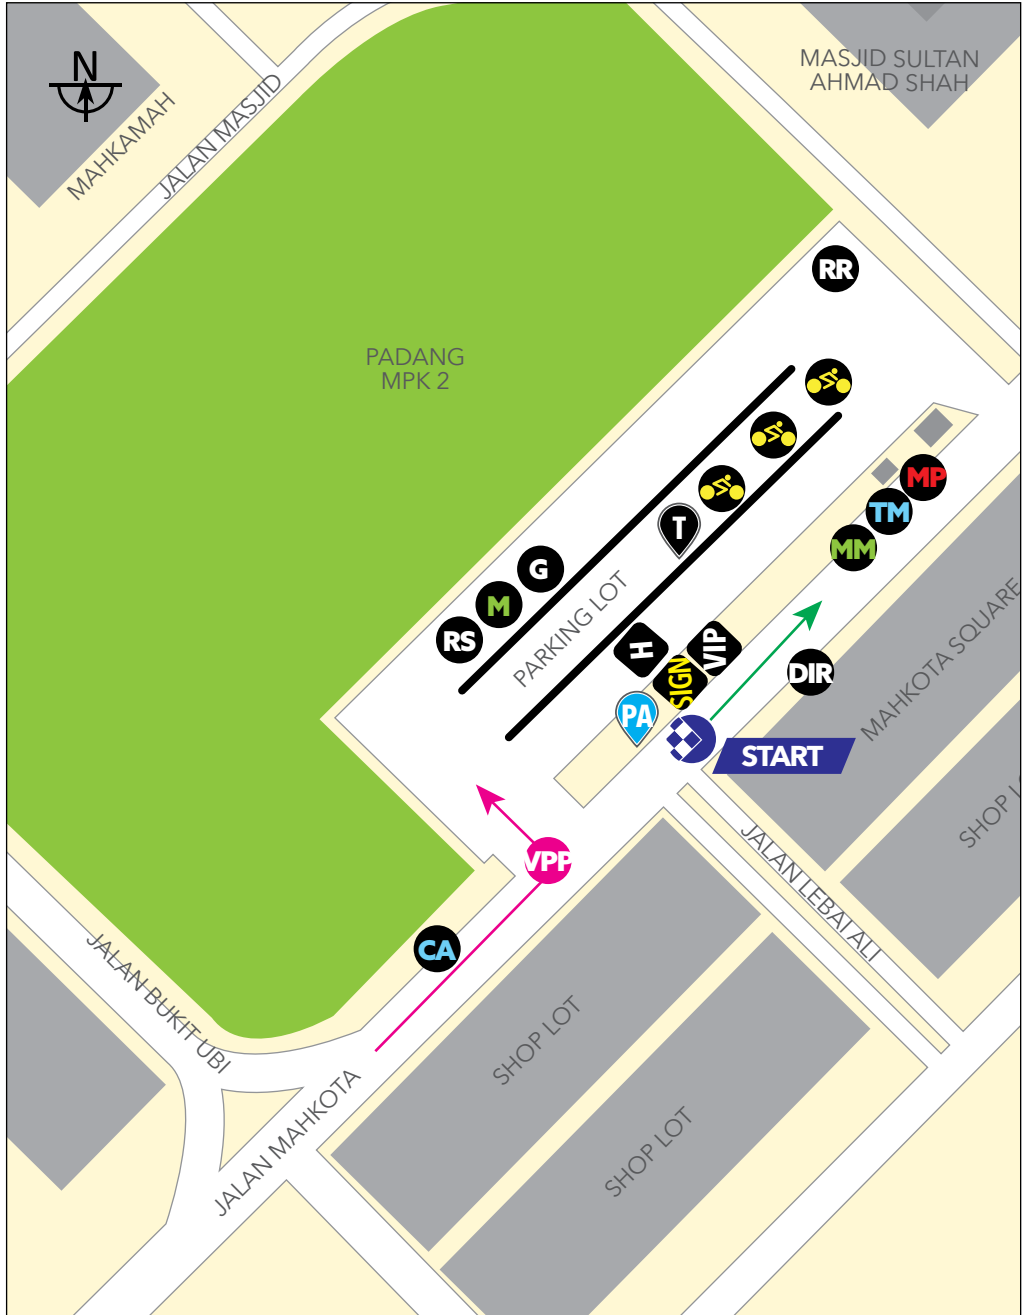 N
MAHKAMAH
JALAN MASJID
MASJID SULTAN
AHMAD SHAH
RR
PADANG
MPK 2
MP
TM
MM
T
G
M
RS
PARKING LOT
H
VIP
SIGN
PA
DIR
MAHKOTA SQUARE
START
SHOP LO
VPP
JALAN LEBAI ALI
CA
JALAN BUKIT UBI
SHOP LOT
JALAN MAHKOTA
SHOP LOT